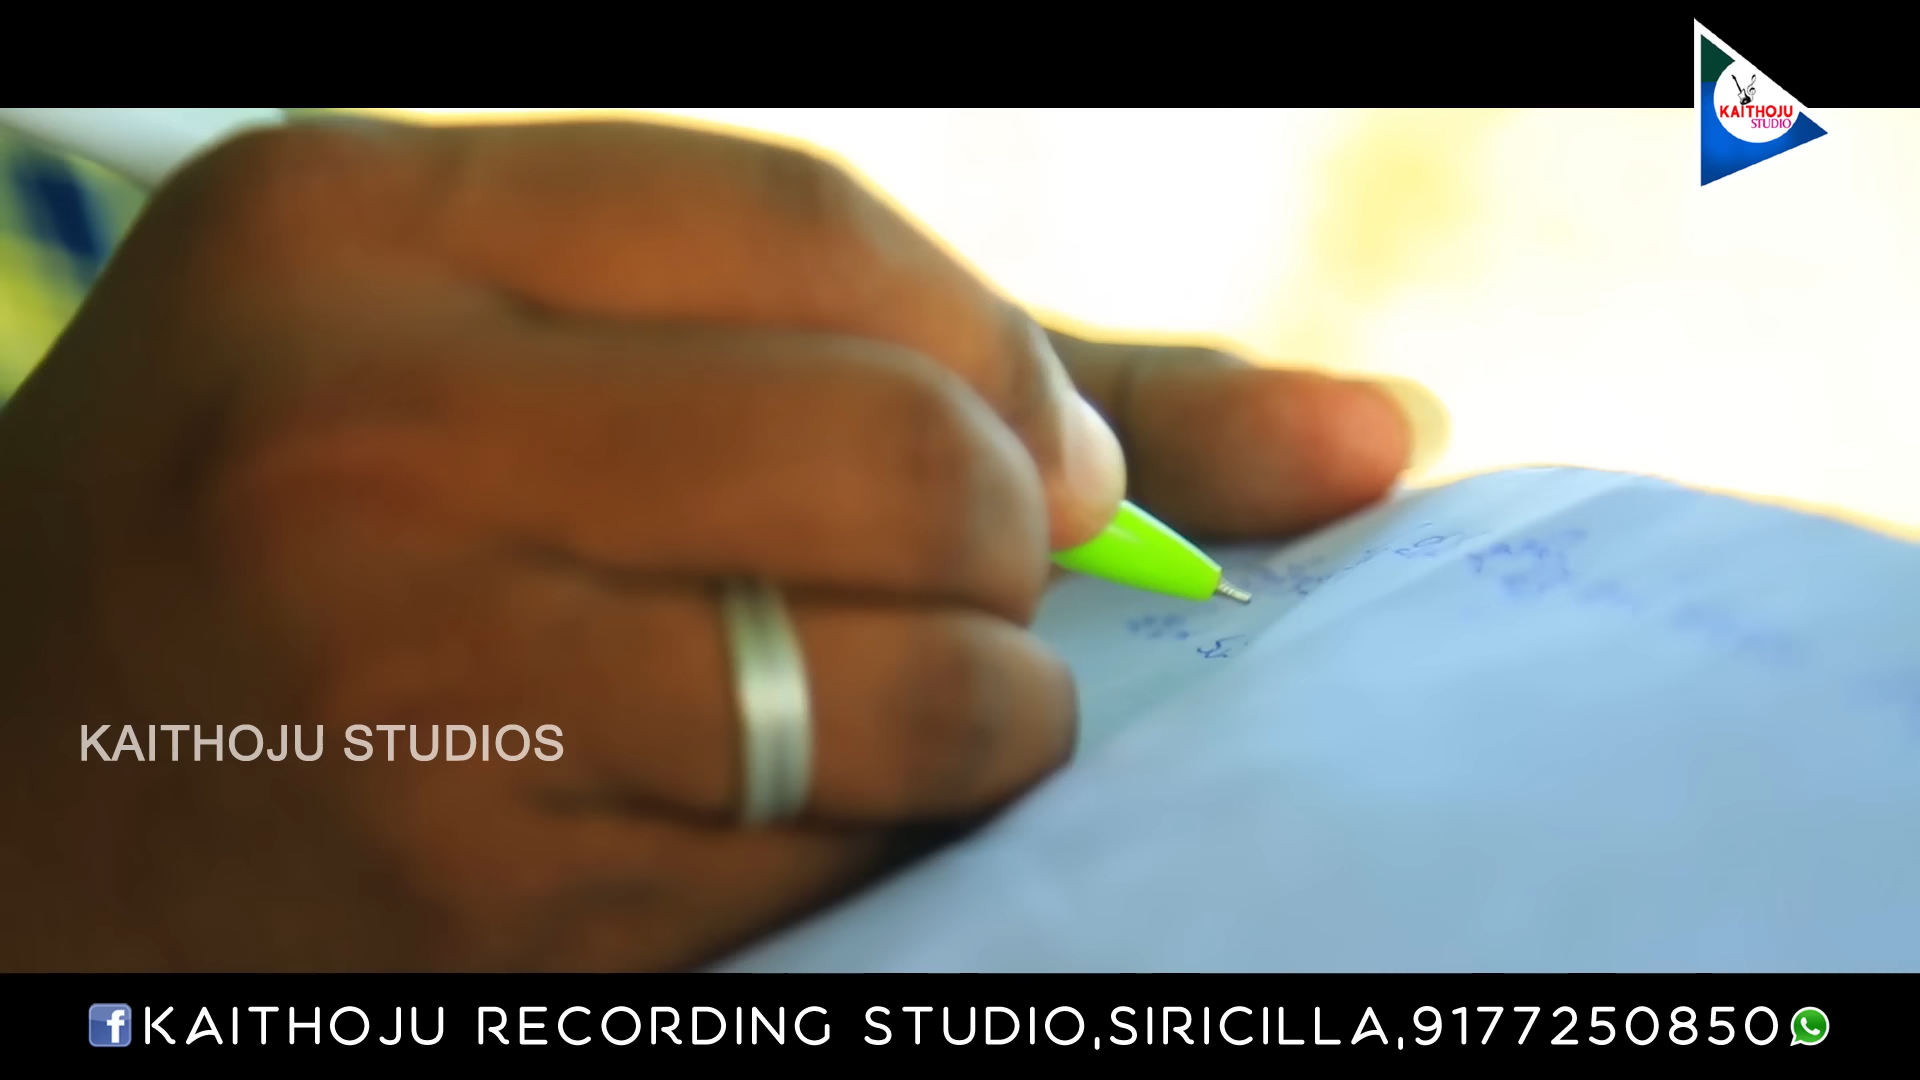 KAITHOJU
STUDIO
KAITHOJU STUDIOS
KAITHOJU RECORDING STUDIO,SIRICILLA,9177250850